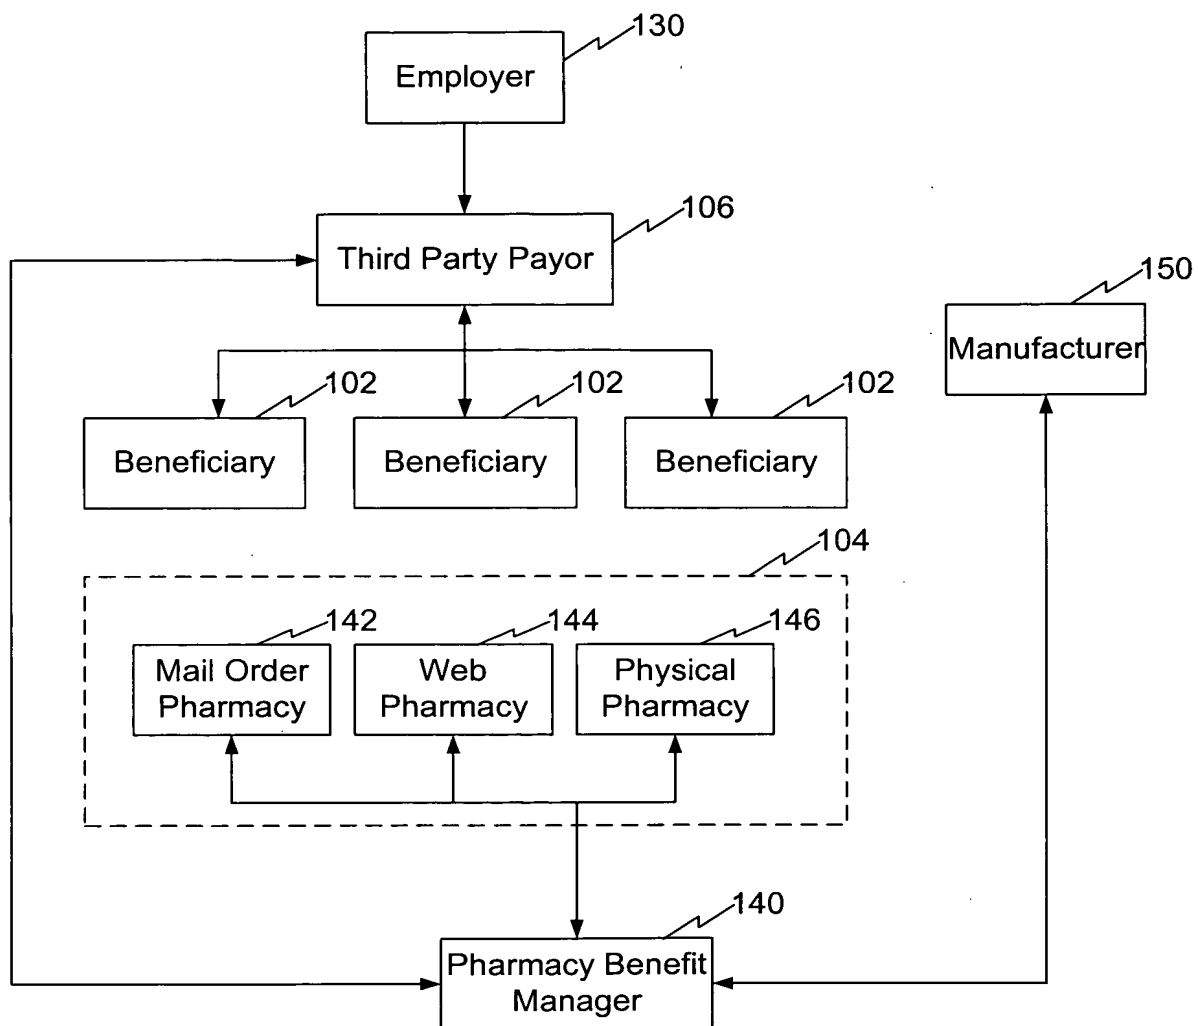 130
Employer
106
Third Party Payor
150
Manufacturer
102
102
102
Beneficiary
Beneficiary
Beneficiary
104
142
144
146
Mail Order
Pharmacy
Web
Pharmacy
Physical
Pharmacy
140
Pharmacy Benefit
Manager